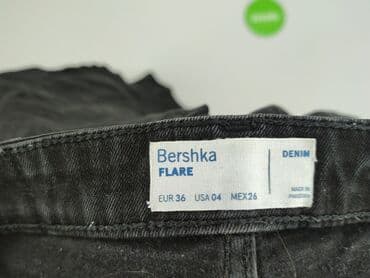 Bershka
FLARE
DENIM
EUR 36 USA 04 MEX 26
MADE IN